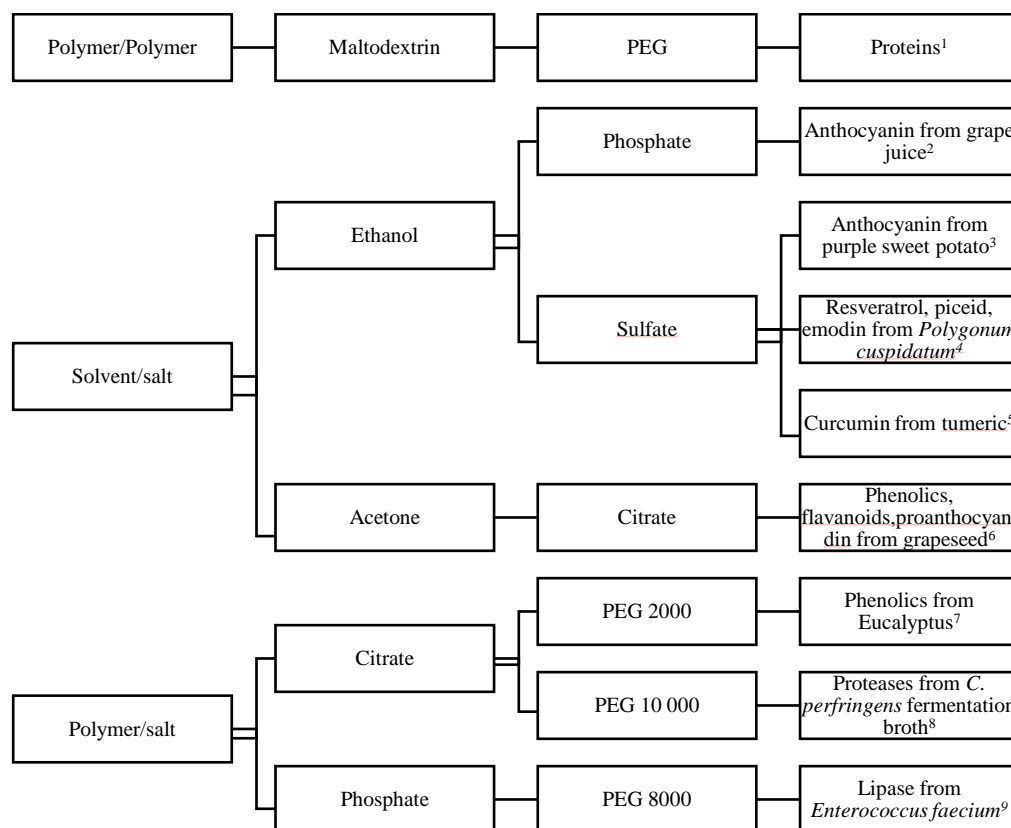 Polymer/Polymer
Maltodextrin
PEG
Proteins¹
Solvent/salt
Ethanol
Phosphate
Anthocyanin from grape
juice²
Sulfate
Anthocyanin from
purple sweet potato³
Resveratrol, piceid,
emodin from Polygonum
cuspidatum⁴
Curcumin from tumeric⁵
Acetone
Citrate
Phenolics,
flavanoids,proanthocyan
din from grapeseed⁶
Polymer/salt
Citrate
PEG 2000
Phenolics from
Eucalyptus⁷
PEG 10 000
Proteases from C.
perfringens fermentation
broth⁸
Phosphate
PEG 8000
Lipase from
Enterococcus faecium⁹